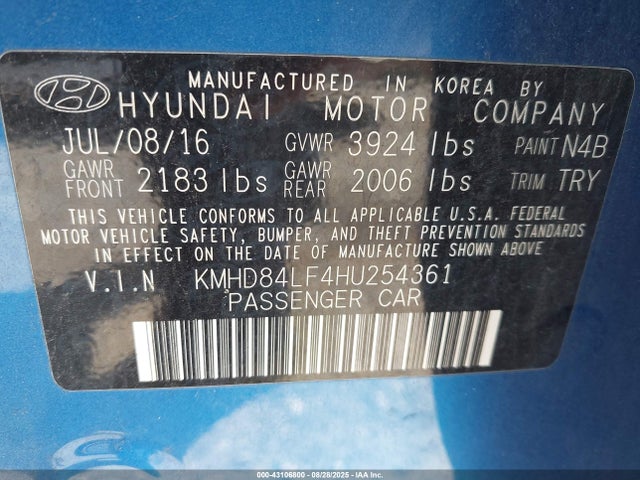 MANUFACTURED IN KOREA BY
HYUNDAI MOTOR COMPANY
JUL/08/16 GVWR 3924 lbs PAINT N4B
GAWR FRONT 2183 lbs GAWR REAR 2006 lbs TRIM TRY
THIS VEHICLE CONFORMS TO ALL APPLICABLE U.S.A. FEDERAL
MOTOR VEHICLE SAFETY, BUMPER, AND THEFT PREVENTION STANDARDS
IN EFFECT ON THE DATE OF MANUFACTURE SHOWN ABOVE.
V.I.N KMHD84LF4HU254361
PASSENGER CAR
000-43106800 - 08/28/2025 - IAA Corp.